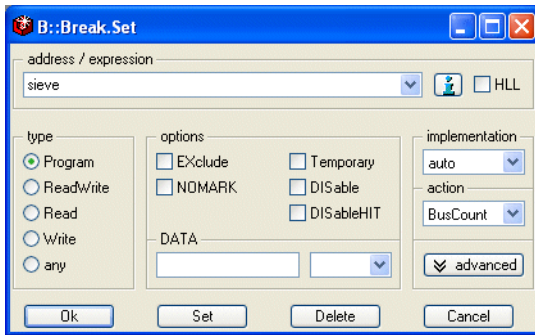 B::Break.Set
address / expression
sieve
HLL
type
Program
ReadWrite
Read
Write
any
options
EXclude
NOMARK
Temporary
DISable
DISableHIT
DATA
implementation
auto
action
BusCount
advanced
Ok
Set
Delete
Cancel